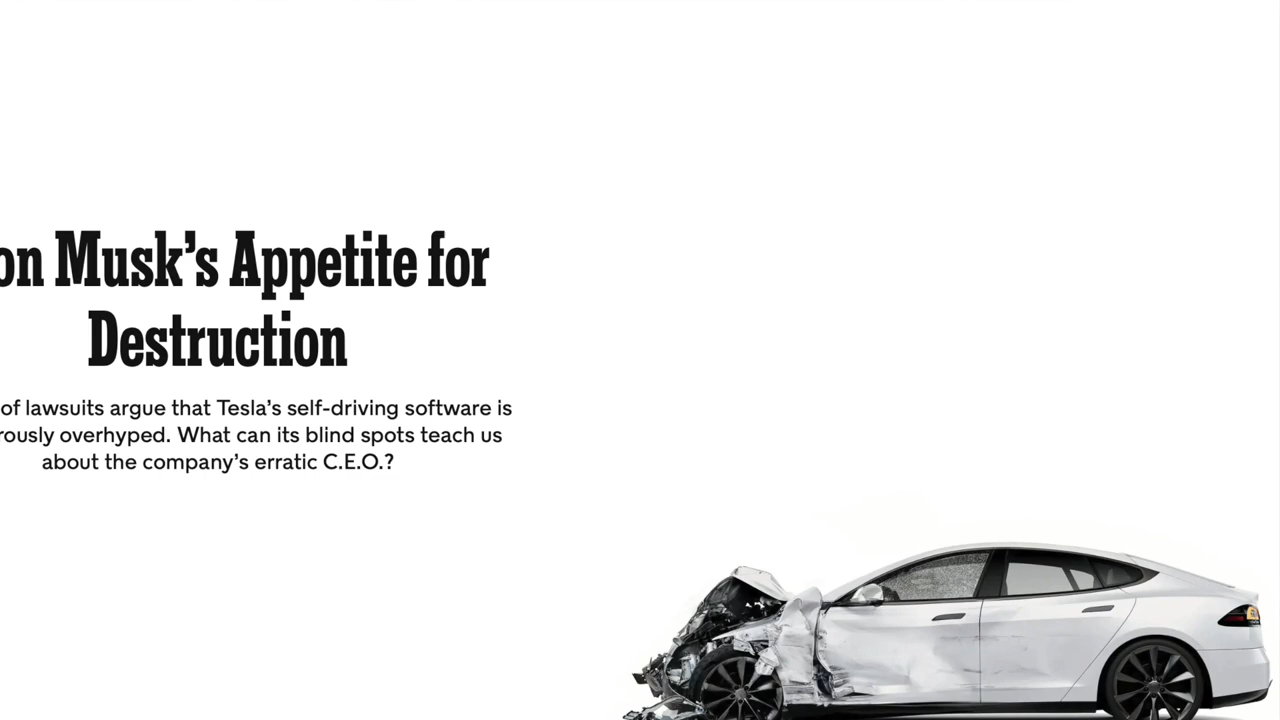 on Musk’s Appetite for
Destruction
of lawsuits argue that Tesla’s self-driving software is
rously overhyped. What can its blind spots teach us
about the company’s erratic C.E.O.?